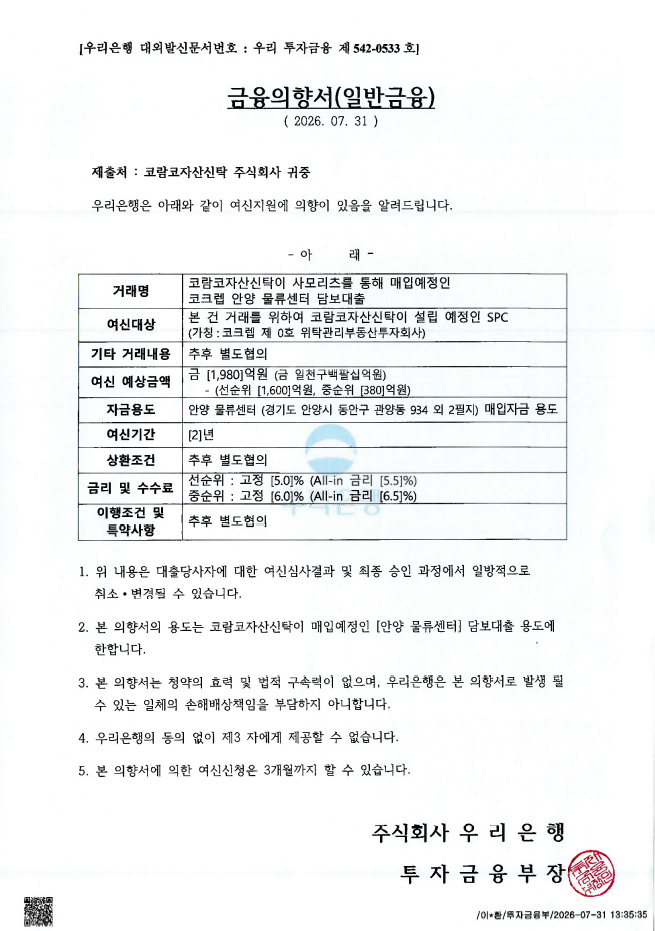 [우리은행 대외발신문서번호 : 우리 투자금융 제 542-0533 호]
금융의향서(일반금융)
( 2026. 07. 31 )
제출처 : 코람코자산신탁 주식회사 귀중
우리은행은 아래와 같이 여신지원에 의향이 있음을 알려드립니다.
- 아 래 -
거래명
코람코자산신탁이 사모리츠를 통해 매입예정인
코크렙 안양 물류센터 담보대출
여신대상
본 건 거래를 위하여 코람코자산신탁이 설립 예정인 SPC
(가칭 : 코크렙 제 0호 위탁관리부동산투자회사)
기타 거래내용
추후 별도협의
여신 예상금액
금 [1,980]억원 (금 일천구백팔십억원)
- (선순위 [1,600]억원, 중순위 [380]억원)
자금용도
안양 물류센터 (경기도 안양시 동안구 관양동 934 외 2필지) 매입자금 용도
여신기간
[2]년
상환조건
추후 별도협의
금리 및 수수료
선순위 : 고정 [5.0]% (All-in 금리 [5.5]%)
중순위 : 고정 [6.0]% (All-in 금리 [6.5]%)
이행조건 및
특약사항
추후 별도협의
우리은행
1. 위 내용은 대출당사자에 대한 여신심사결과 및 최종 승인 과정에서 일방적으로
취소 • 변경될 수 있습니다.
2. 본 의향서의 용도는 코람코자산신탁이 매입예정인 [안양 물류센터] 담보대출 용도에
한합니다.
3. 본 의향서는 청약의 효력 및 법적 구속력이 없으며, 우리은행은 본 의향서로 발생 될
수 있는 일체의 손해배상책임을 부담하지 아니합니다.
4. 우리은행의 동의 없이 제3 자에게 제공할 수 없습니다.
5. 본 의향서에 의한 여신신청은 3개월까지 할 수 있습니다.
주식회사 우 리 은 행
투 자 금 융 부 장
/이*환/투자금융부/2026-07-31 13:35:35